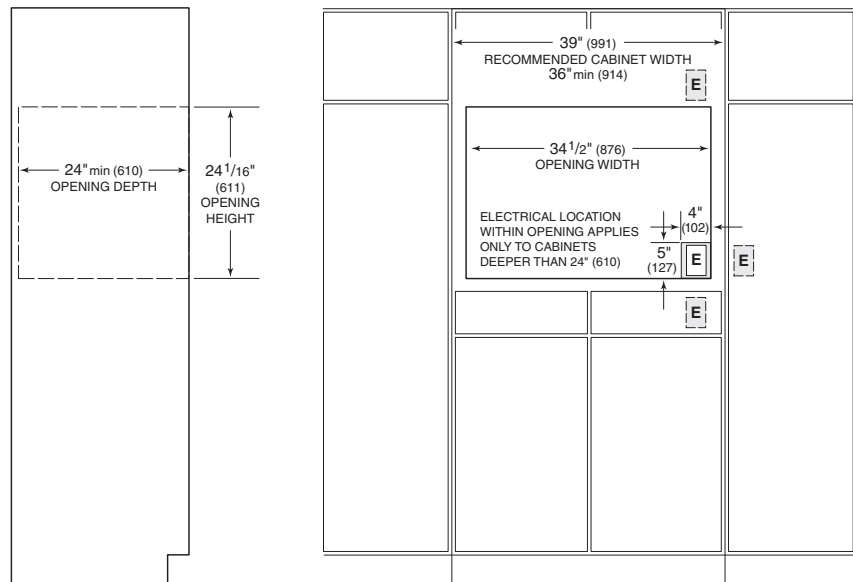 24" min (610)
OPENING DEPTH
24 1/16"
(611)
OPENING
HEIGHT
39" (991)
RECOMMENDED CABINET WIDTH
36" min (914)
E
34 1/2" (876)
OPENING WIDTH
ELECTRICAL LOCATION
WITHIN OPENING APPLIES
ONLY TO CABINETS
DEEPER THAN 24" (610)
4"
(102)
5"
(127)
E
E
E